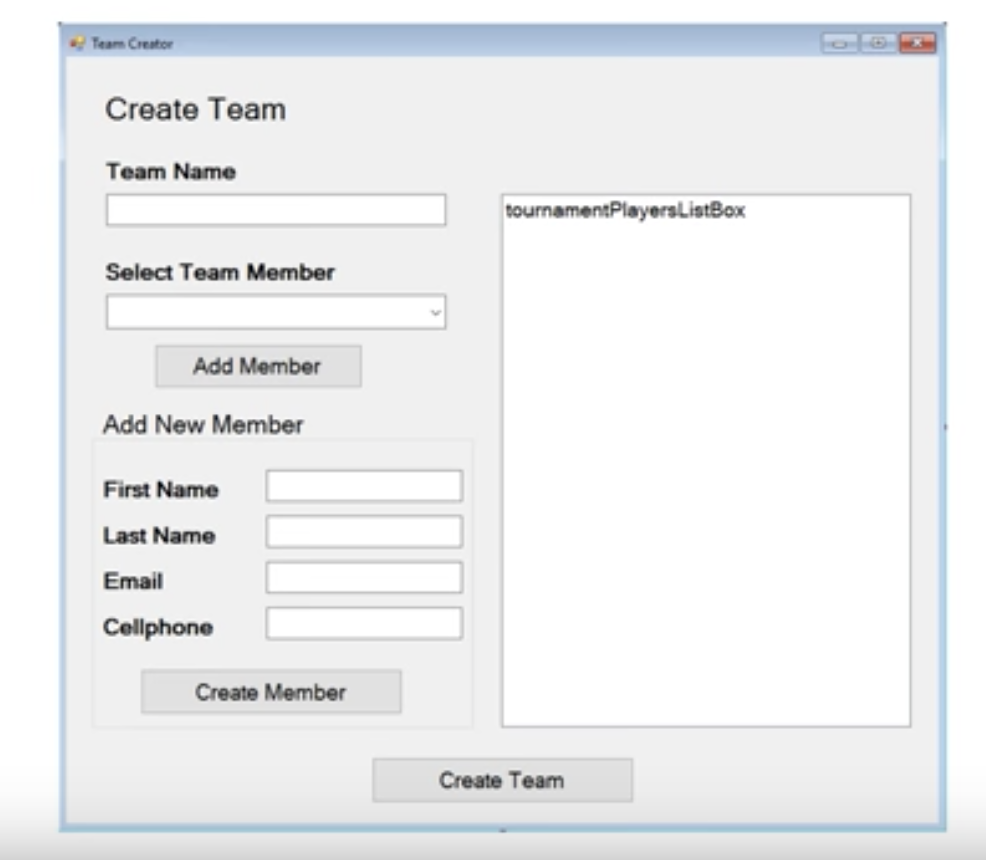 Team Creator
Create Team
Team Name
tournamentPlayersListBox
Select Team Member
Add Member
Add New Member
First Name
Last Name
Email
Cellphone
Create Member
Create Team